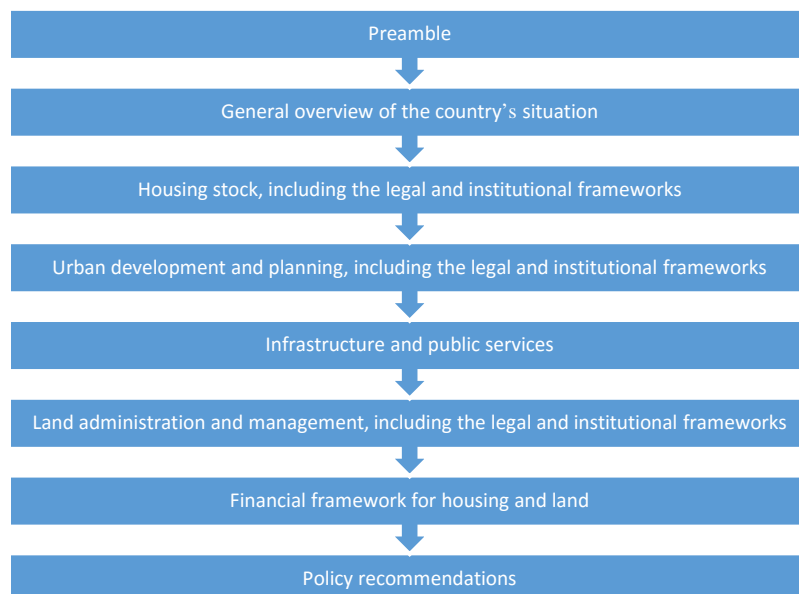 Preamble
General overview of the country's situation
Housing stock, including the legal and institutional frameworks
Urban development and planning, including the legal and institutional frameworks
Infrastructure and public services
Land administration and management, including the legal and institutional frameworks
Financial framework for housing and land
Policy recommendations